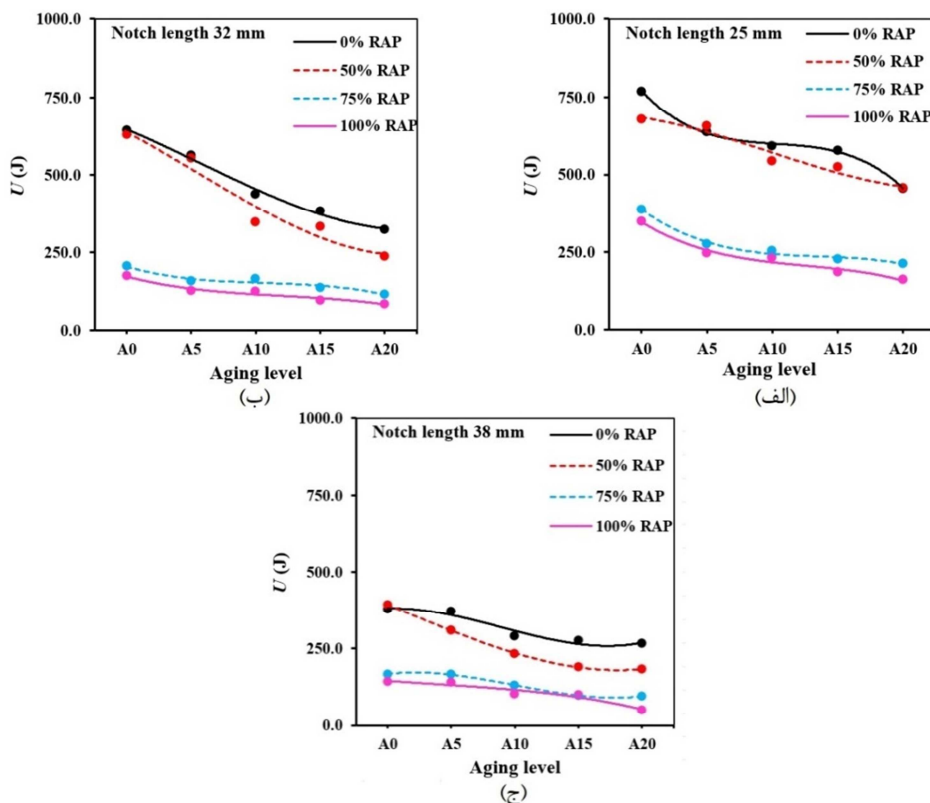 Notch length 32 mm
0% RAP
50% RAP
75% RAP
100% RAP
1000.0
750.0
500.0
250.0
0.0
U (J)
A0 A5 A10 A15 A20
Aging level
(ب)
Notch length 25 mm
0% RAP
50% RAP
75% RAP
100% RAP
1000.0
750.0
500.0
250.0
0.0
U (J)
A0 A5 A10 A15 A20
Aging level
(الف)
Notch length 38 mm
0% RAP
50% RAP
75% RAP
100% RAP
1000.0
750.0
500.0
250.0
0.0
U (J)
A0 A5 A10 A15 A20
Aging level
(ج)